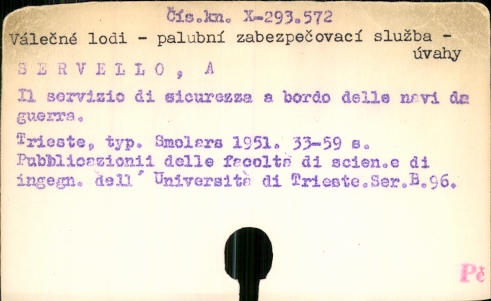 Čís.kn. X-293.572
Válečné lodi - palubní zabezpečovací služba -
úvahy
SERVELLO, A
Il servizio di sicurezza a bordo delle navi da
guerra.
Trieste, typ. Smolars 1951. 33-59 s.
Pubblicazionii delle facoltà di scien.e di
ingegn. dell' Università di Trieste.Ser.B.96.
Pč